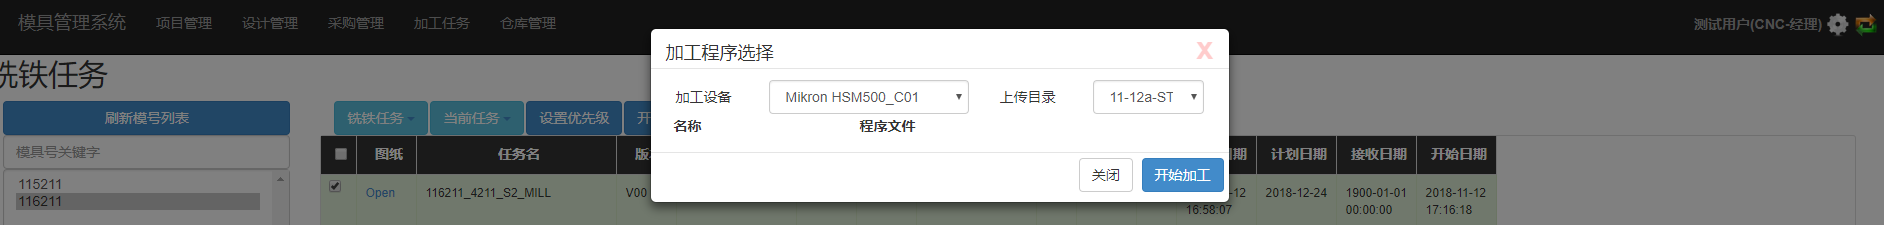 模具管理系统 项目管理 设计管理 采购管理 加工任务 仓库管理 测试用户(CNC-经理)
铣铁任务
加工程序选择 X
加工设备 Mikron HSM500_C01 上传目录 11-12a-ST
名称 程序文件
关闭 开始加工
刷新模号列表 铣铁任务 当前任务 设置优先级 开
模具号关键字
115211
116211
图纸 任务名 版 期 计划日期 接收日期 开始日期
Open 116211_4211_S2_MILL V00 -12 16:58:07 2018-12-24 1900-01-01 00:00:00 2018-11-12 17:16:18